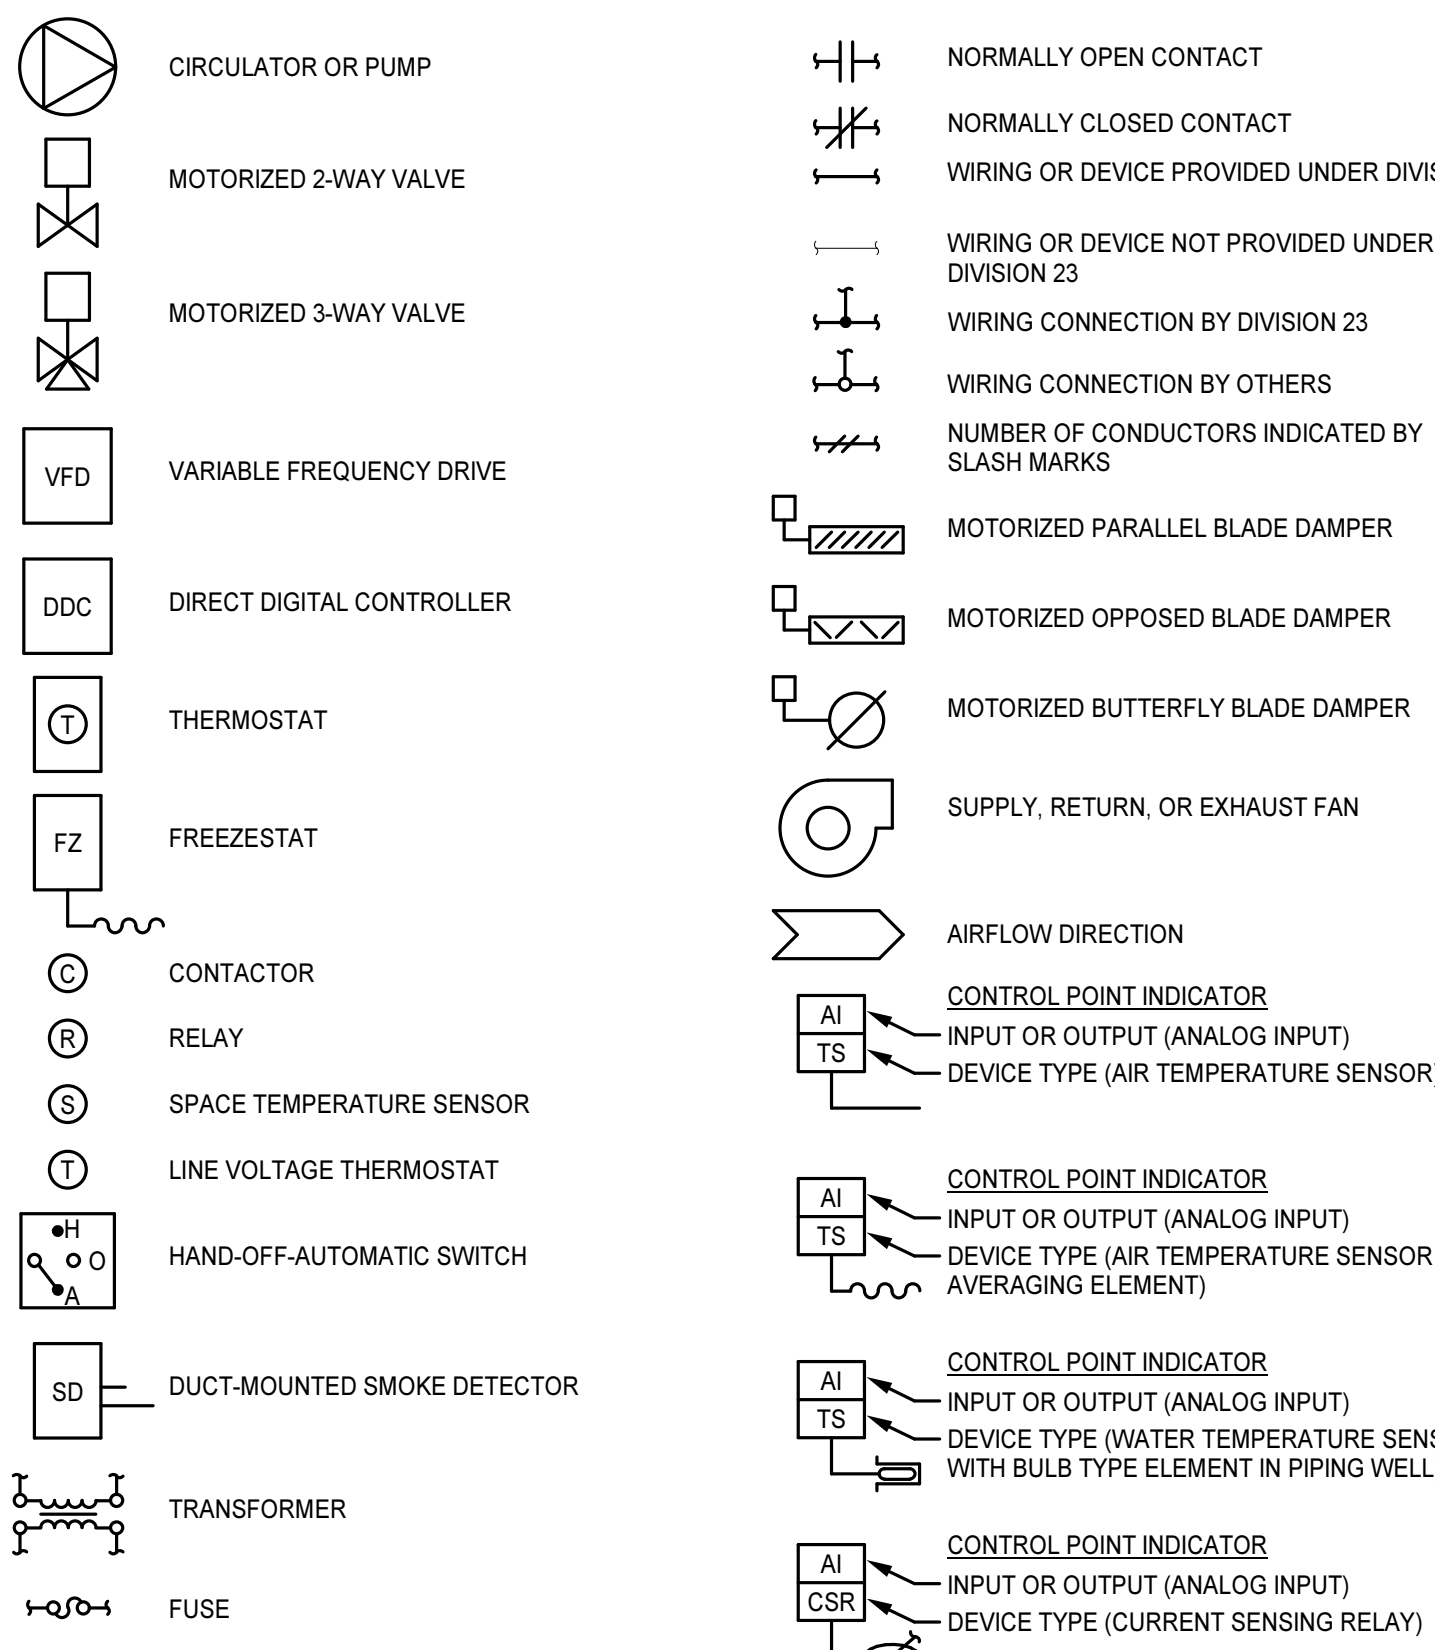 CIRCULATOR OR PUMP
MOTORIZED 2-WAY VALVE
MOTORIZED 3-WAY VALVE
VFD
VARIABLE FREQUENCY DRIVE
DDC
DIRECT DIGITAL CONTROLLER
T
THERMOSTAT
FZ
FREEZESTAT
C
CONTACTOR
R
RELAY
S
SPACE TEMPERATURE SENSOR
T
LINE VOLTAGE THERMOSTAT
H
O
A
HAND-OFF-AUTOMATIC SWITCH
SD
DUCT-MOUNTED SMOKE DETECTOR
TRANSFORMER
FUSE
NORMALLY OPEN CONTACT
NORMALLY CLOSED CONTACT
WIRING OR DEVICE PROVIDED UNDER
WIRING OR DEVICE NOT PROVIDED UNDER
DIVISION 23
WIRING CONNECTION BY DIVISION 23
WIRING CONNECTION BY OTHERS
NUMBER OF CONDUCTORS INDICATED BY
SLASH MARKS
MOTORIZED PARALLEL BLADE DAMPER
MOTORIZED OPPOSED BLADE DAMPER
MOTORIZED BUTTERFLY BLADE DAMPER
SUPPLY, RETURN, OR EXHAUST FAN
AIRFLOW DIRECTION
CONTROL POINT INDICATOR
AI
INPUT OR OUTPUT (ANALOG INPUT)
TS
DEVICE TYPE (AIR TEMPERATURE SENSOR)
CONTROL POINT INDICATOR
AI
INPUT OR OUTPUT (ANALOG INPUT)
TS
DEVICE TYPE (AIR TEMPERATURE SENSOR
AVERAGING ELEMENT)
CONTROL POINT INDICATOR
AI
INPUT OR OUTPUT (ANALOG INPUT)
TS
DEVICE TYPE (WATER TEMPERATURE
WITH BULB TYPE ELEMENT IN PIPING WELL
CONTROL POINT INDICATOR
AI
INPUT OR OUTPUT (ANALOG INPUT)
CSR
DEVICE TYPE (CURRENT SENSING RELAY)